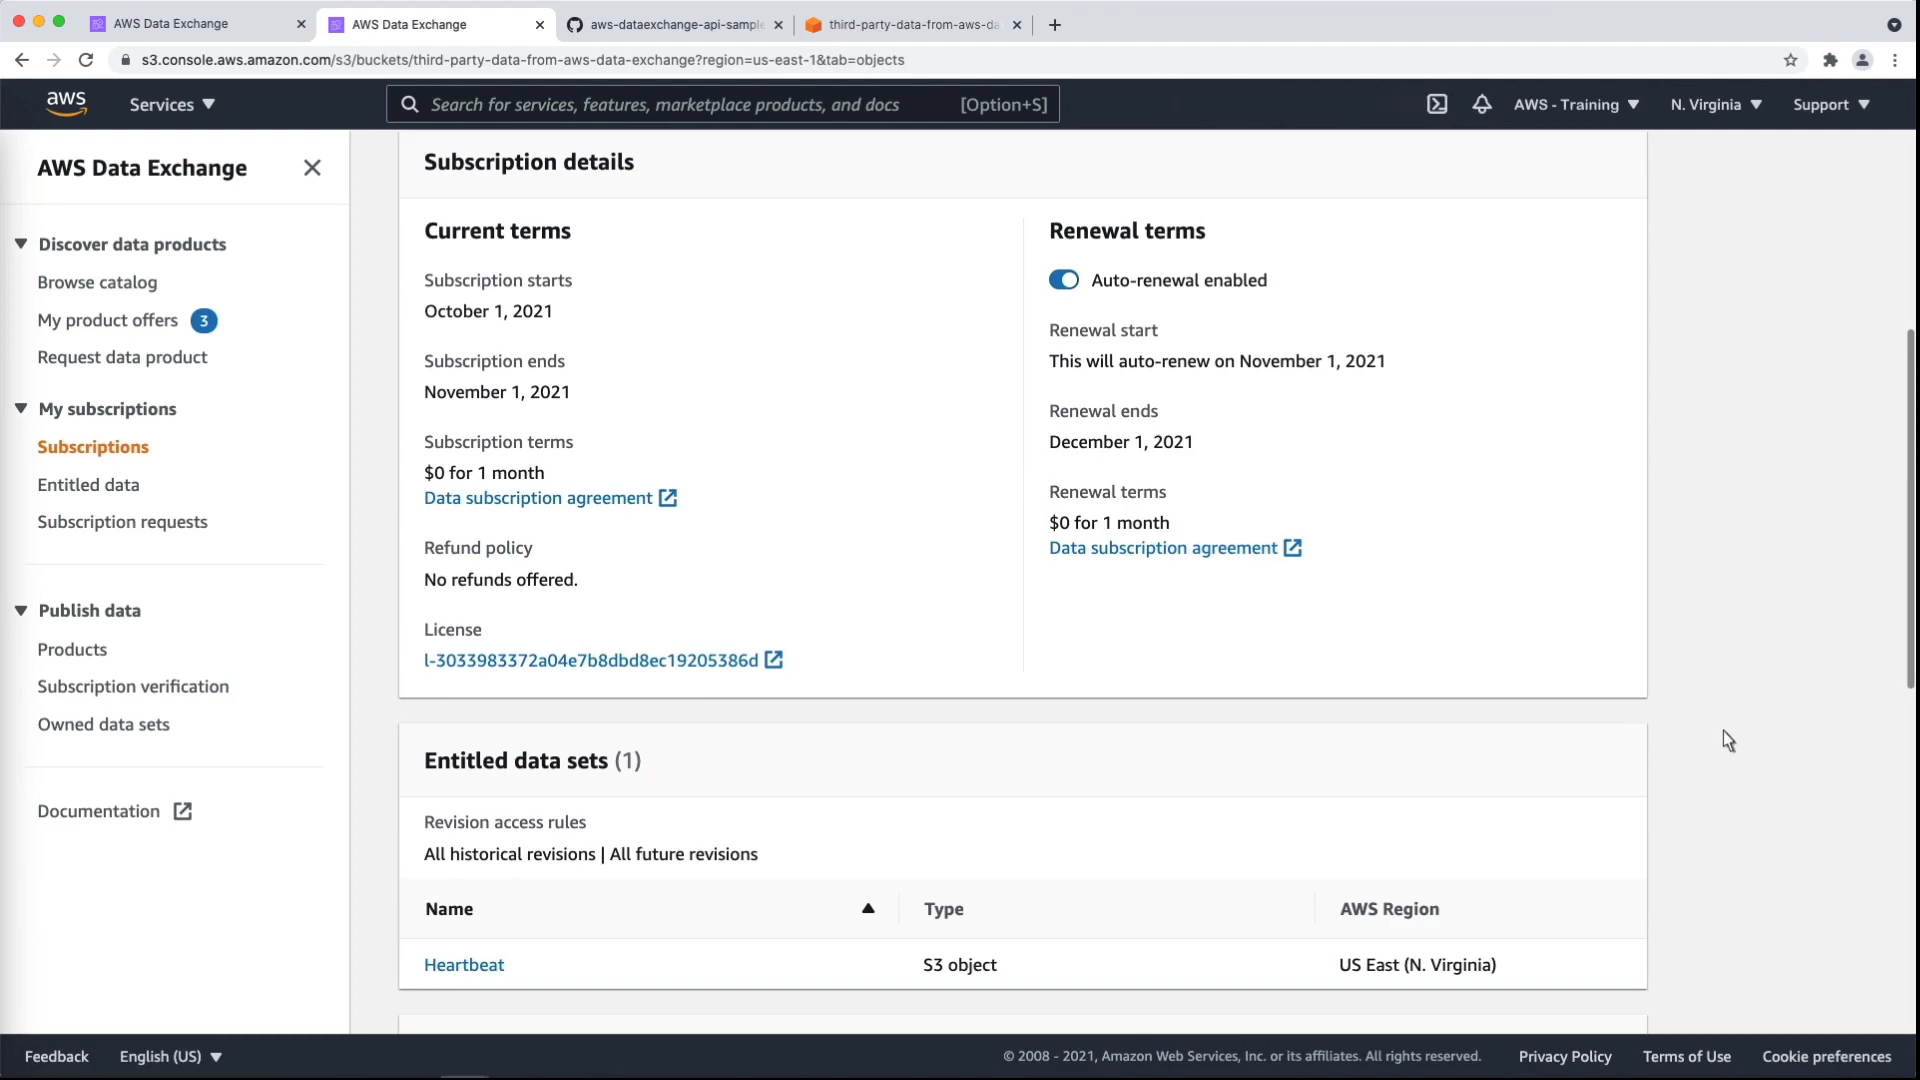 AWS Data Exchange
AWS Data Exchange
aws-dataexchange-api-sample
third-party-data-from-aws-da
s3.console.aws.amazon.com/s3/buckets/third-party-data-from-aws-data-exchange?region=us-east-1&tab=objects
aws
Services
Search for services, features, marketplace products, and docs
[Option+S]
AWS - Training
N. Virginia
Support
AWS Data Exchange
Discover data products
Browse catalog
My product offers 3
Request data product
My subscriptions
Subscriptions
Entitled data
Subscription requests
Publish data
Products
Subscription verification
Owned data sets
Documentation
Subscription details
Current terms
Subscription starts
October 1, 2021
Subscription ends
November 1, 2021
Subscription terms
$0 for 1 month
Data subscription agreement
Refund policy
No refunds offered.
License
l-3033983372a04e7b8dbd8ec19205386d
Renewal terms
Auto-renewal enabled
Renewal start
This will auto-renew on November 1, 2021
Renewal ends
December 1, 2021
Renewal terms
$0 for 1 month
Data subscription agreement
Entitled data sets (1)
Revision access rules
All historical revisions | All future revisions
Name
Type
AWS Region
Heartbeat
S3 object
US East (N. Virginia)
Feedback
English (US)
© 2008 - 2021, Amazon Web Services, Inc. or its affiliates. All rights reserved.
Privacy Policy
Terms of Use
Cookie preferences